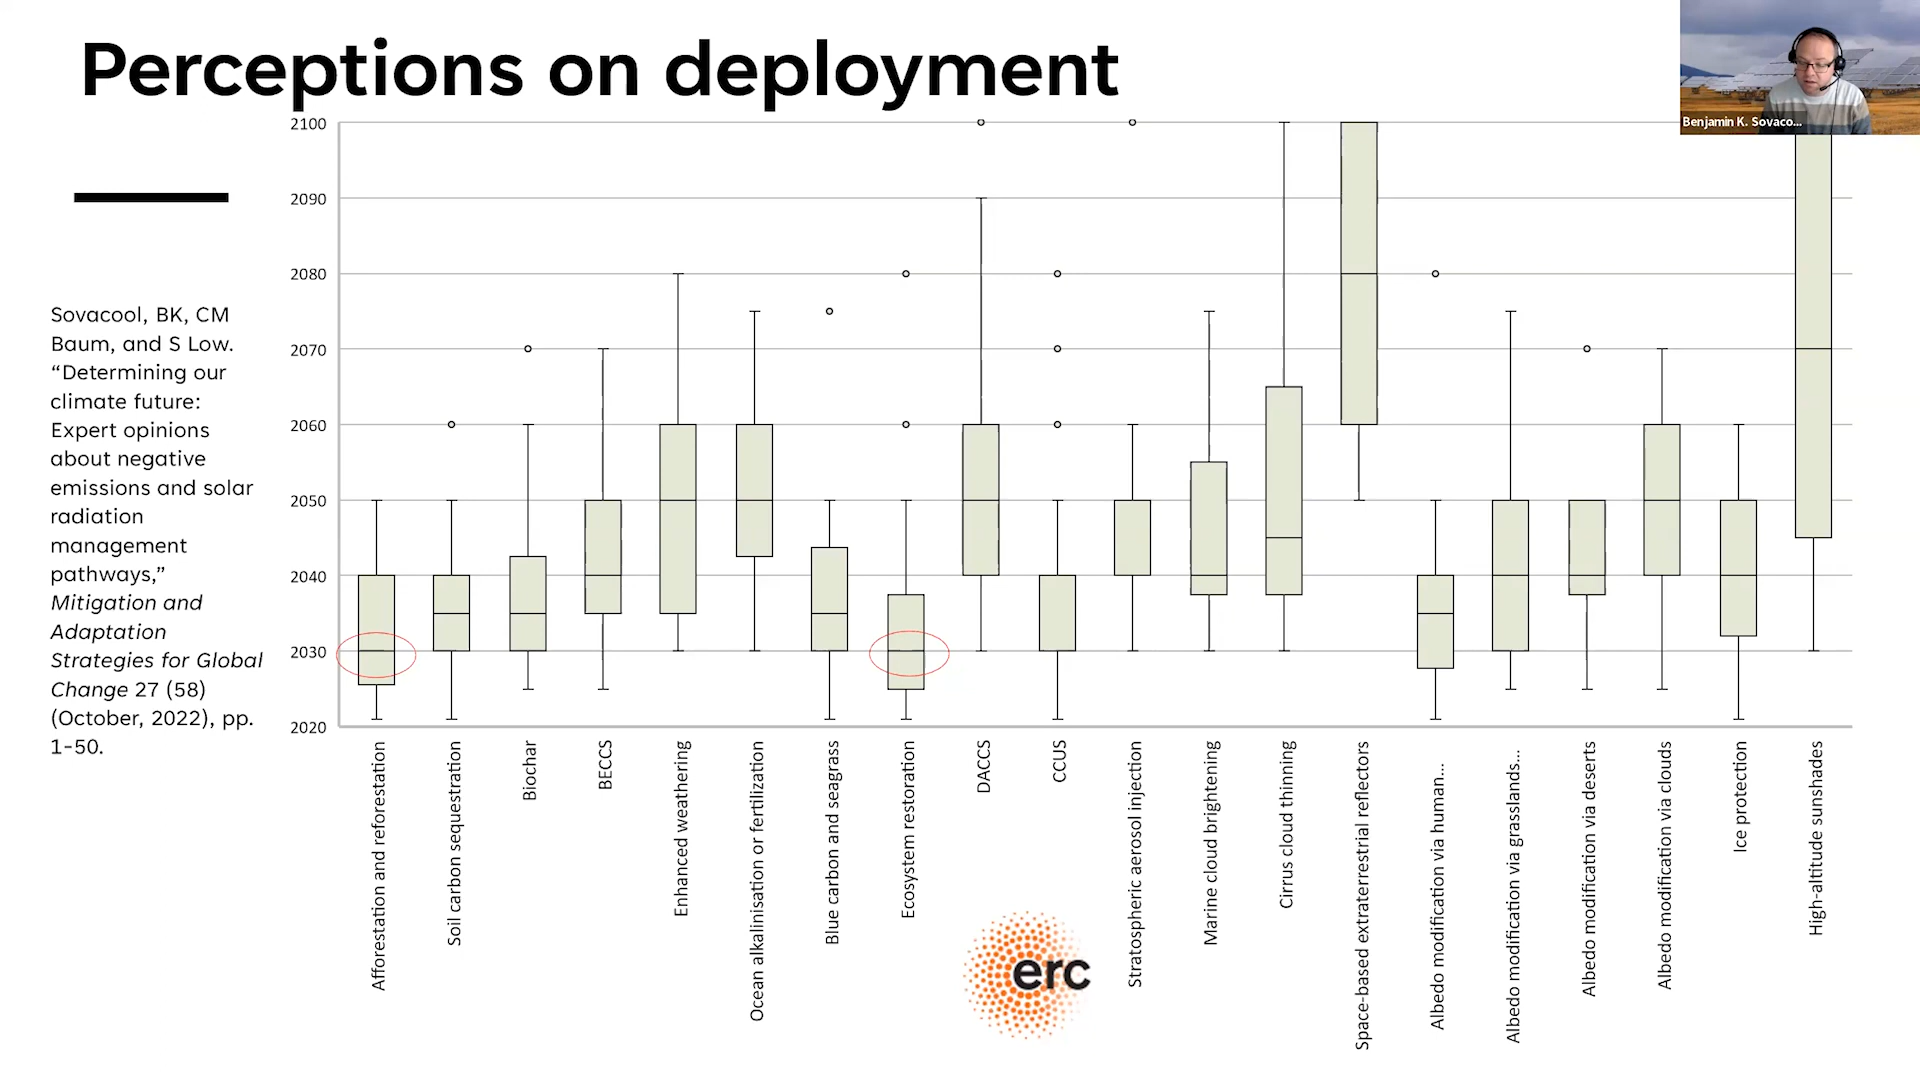 Perceptions on deployment
Benjamin K. Sovaco...
Sovacool, BK, CM
Baum, and S Low.
“Determining our
climate future:
Expert opinions
about negative
emissions and solar
radiation
management
pathways,”
Mitigation and
Adaptation
Strategies for Global
Change 27 (58)
(October, 2022), pp.
1-50.
2100
2090
2080
2070
2060
2050
2040
2030
2020
Afforestation and reforestation
Soil carbon sequestration
Biochar
BECCS
Enhanced weathering
Ocean alkalinisation or fertilization
Blue carbon and seagrass
Ecosystem restoration
DACCS
CCUS
Stratospheric aerosol injection
Marine cloud brightening
Cirrus cloud thinning
Space-based extraterrestrial reflectors
Albedo modification via human...
Albedo modification via grasslands...
Albedo modification via deserts
Albedo modification via clouds
Ice protection
High-altitude sunshades
erc